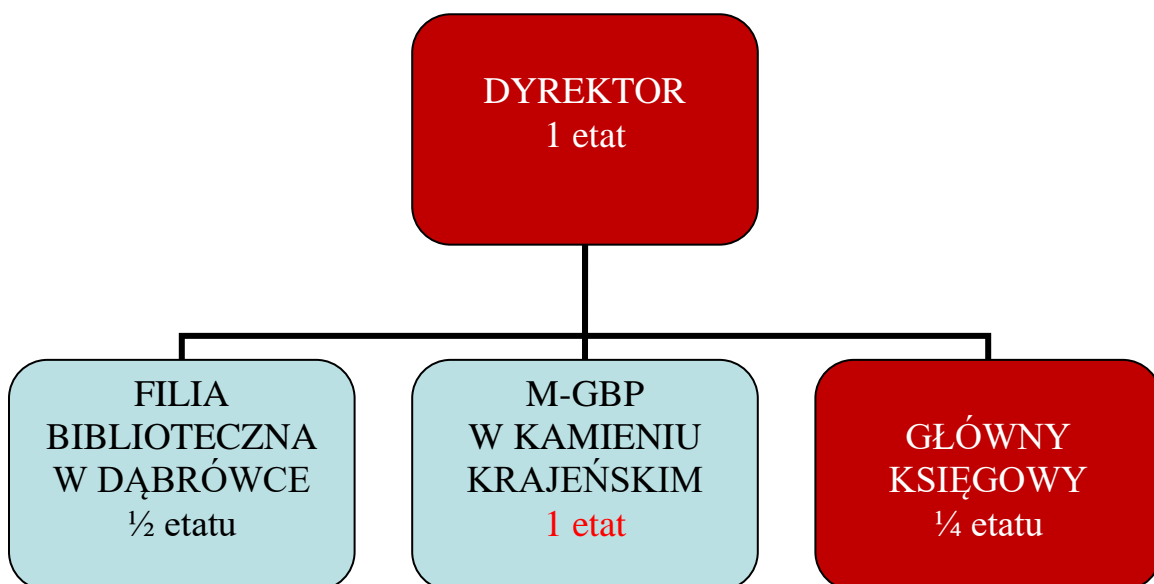 DYREKTOR
1 etat
FILIA
BIBLIOTECZNA
W DĄBRÓWCE
½ etatu
M-GBP
W KAMIENIU
KRAJEŃSKIM
1 etat
GŁÓWNY
KSIĘGOWY
¼ etatu